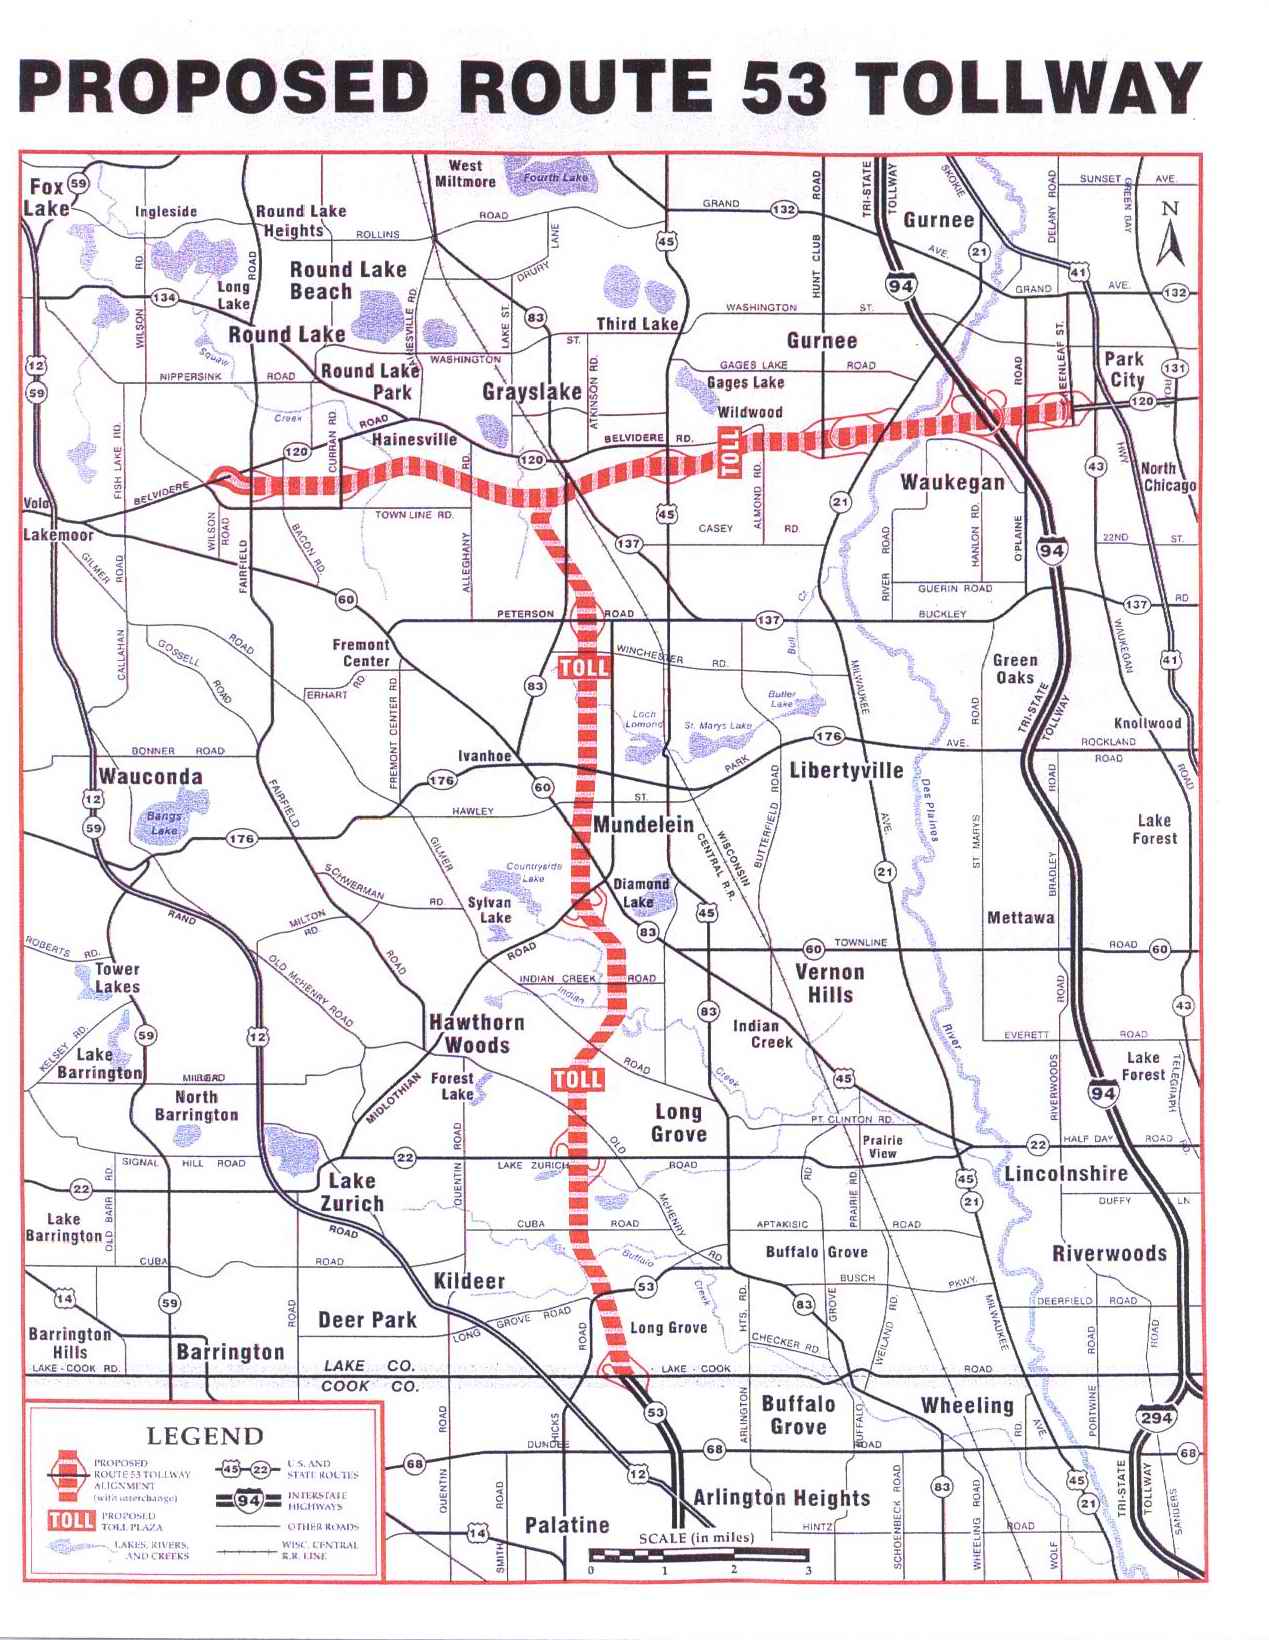 PROPOSED ROUTE 53 TOLLWAY
West
Miltmore
Fourth Lake
Fox
Lake
59
Ingleside
Round Lake
Heights
ROLLINS
ROAD
LANE
DRURY
45
GRAND
132
HUNT CLUB
ROAD
TRI-STATE
TOLLWAY
SKOKIE
Gurnee
AVE.
21
DELANY ROAD
SUNSET AVE.
GREEN BAY
N
41
GRAND AVE.
132
94
RD
WILSON
Long
Lake
ROAD
134
Round Lake
Beach
Round Lake
LAKE ST.
83
Third Lake
WASHINGTON ST.
Gurnee
GAGES LAKE ROAD
Gages Lake
Wildwood
Park
City
131
120
ROAD
12
59
Squaw
Creek
NIPPERSINK ROAD
WASHINGTON
ST.
Round Lake
Park
Grayslake
ATKINSON RD.
ROAD
Hainesville
CURRAN RD.
120
BELVIDERE RD.
120
TOLL
FISH LAKE RD.
Volo
BELVIDERE
Lakemoor
WILSON
ROAD
FAIRFIELD
BACON RD.
TOWN LINE RD.
RD.
ALLEGHANY
45
CASEY RD.
ALMOND RD.
137
21
Waukegan
43
HWY
North
Chicago
22ND ST.
94
RIVER ROAD
HANLON RD.
O'PLAINE
ROAD
GUERIN ROAD
BUCKLEY
137
RD
GILMER
ROAD
60
PETERSON ROAD
137
Bull
Cr.
Fremont
Center
CALLAHAN
GOSSELL
ROAD
ROAD
ERHART RD
FREMONT CENTER RD.
TOLL
WINCHESTER RD.
83
MILWAUKEE
Butler
Lake
Loch
Lomond
St. Marys Lake
Green
Oaks
TRI-STATE
TOLLWAY
WAUKEGAN
41
Knollwood
BONNER ROAD
Wauconda
12
59
Bangs
Lake
FAIRFIELD
176
Ivanhoe
176
60
HAWLEY
ST.
PARK
176
AVE.
ROCKLAND
ROAD
Libertyville
Mundelein
WISCONSIN
CENTRAL R.R.
BUTTERFIELD ROAD
AVE.
21
Des Plaines
ST. MARYS
ROAD
BRADLEY
ROAD
Lake
Forest
ROAD
RAND
SCHWERMAN
RD.
GILMER
MILTON
RD.
Countryside
Lake
Sylvan
Lake
Diamond
Lake
45
83
Mettawa
60
TOWNLINE
ROAD
60
ROBERTS RD.
Tower
Lakes
OLD McHENRY ROAD
ROAD
ROAD
INDIAN CREEK ROAD
Indian
Vernon
Hills
83
Indian
Creek
River
EVERETT ROAD
43
ROAD
KELSEY RD.
Lake
Barrington
59
12
Hawthorn
Woods
Forest
Lake
MIDLOTHIAN
TOLL
ROAD
Creek
45
94
Lake
Forest
TELEGRAPH
RD.
RIVERWOODS
North
Barrington
Long
Grove
PT. CLINTON RD.
Prairie
View
22
HALF DAY ROAD
SIGNAL HILL ROAD
22
22
LAKE ZURICH ROAD
OLD
McHENRY
RD
Lake
Zurich
ROAD
QUENTIN ROAD
RD.
PRAIRIE RD.
45
21
Lincolnshire
DUFFY LN
Lake
Barrington
OLD BARR RD.
CUBA ROAD
CUBA ROAD
Buffalo
Creek
APTAKISIC ROAD
Buffalo Grove
Riverwoods
14
59
Kildeer
53
BUSCH PKWY.
83
GROVE
WEILAND RD.
MILWAUKEE
DEERFIELD ROAD
Barrington
Hills
Barrington
ROAD
Deer Park
LONG GROVE ROAD
ROAD
Long Grove
HTS. RD.
CHECKER RD.
ROAD
ROAD
LAKE - COOK RD.
LAKE CO.
COOK CO.
LAKE - COOK
ROAD
53
Buffalo
Grove
ARLINGTON
BUFFALO
Wheeling
RD.
AVE.
PORTWINE
294
LEGEND
PROPOSED
ROUTE 53 TOLLWAY
ALIGNMENT
(with interchange)
45 22 U.S. AND
STATE ROUTES
94 INTERSTATE
HIGHWAYS
TOLL PROPOSED
TOLL PLAZA
OTHER ROADS
LAKES, RIVERS,
AND CREEKS
WISC. CENTRAL
R.R. LINE
ROAD
QUENTIN
HICKS
DUNDEE
68
68
ROAD
68
12
14
ROAD
SMITH
Palatine
Arlington Heights
SCALE (in miles)
0 1 2 3
HINTZ
ROAD
SCHOENBECK ROAD
83
WHEELING ROAD
WOLF
45
21
TRI-STATE
TOLLWAY
SANDERS